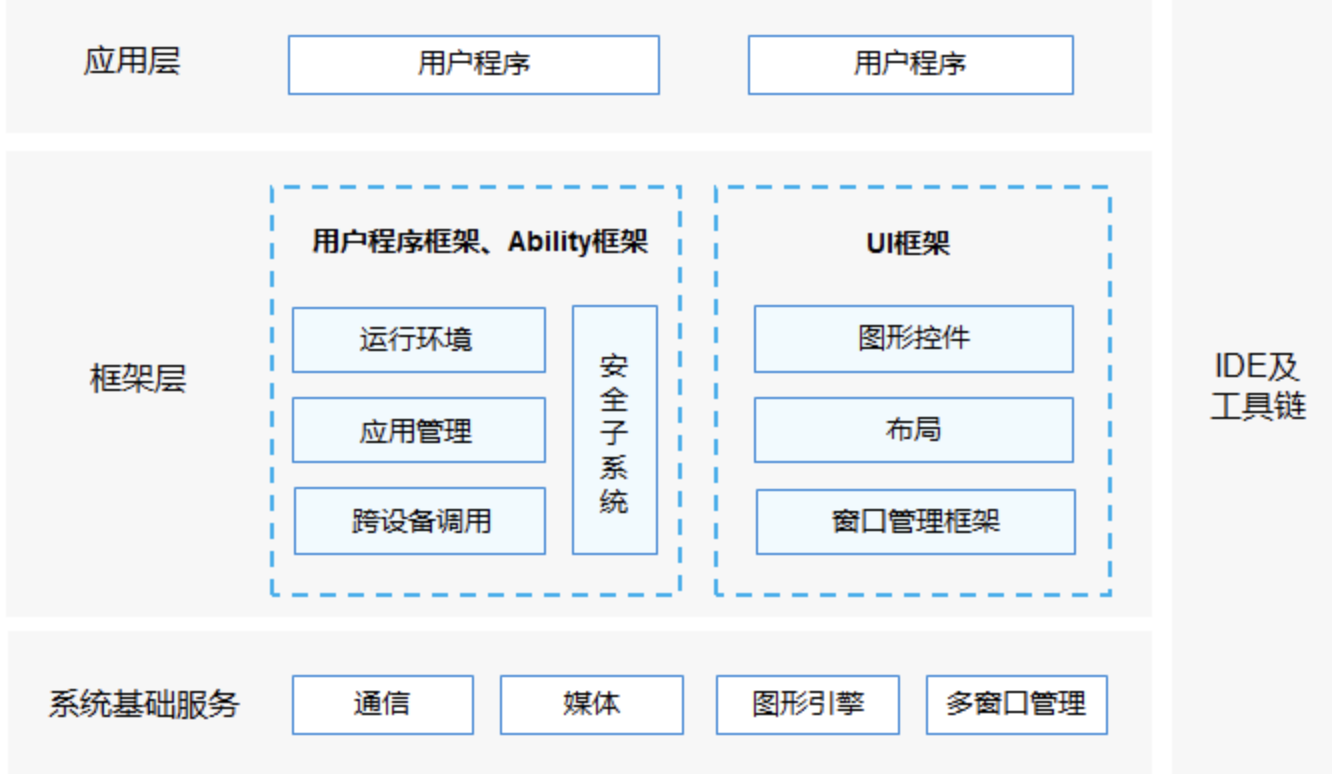 应用层
用户程序
用户程序
框架层
用户程序框架、Ability框架
运行环境
应用管理
跨设备调用
安
全
子
系
统
UI框架
图形控件
布局
窗口管理框架
系统基础服务
通信
媒体
图形引擎
多窗口管理
IDE及
工具链